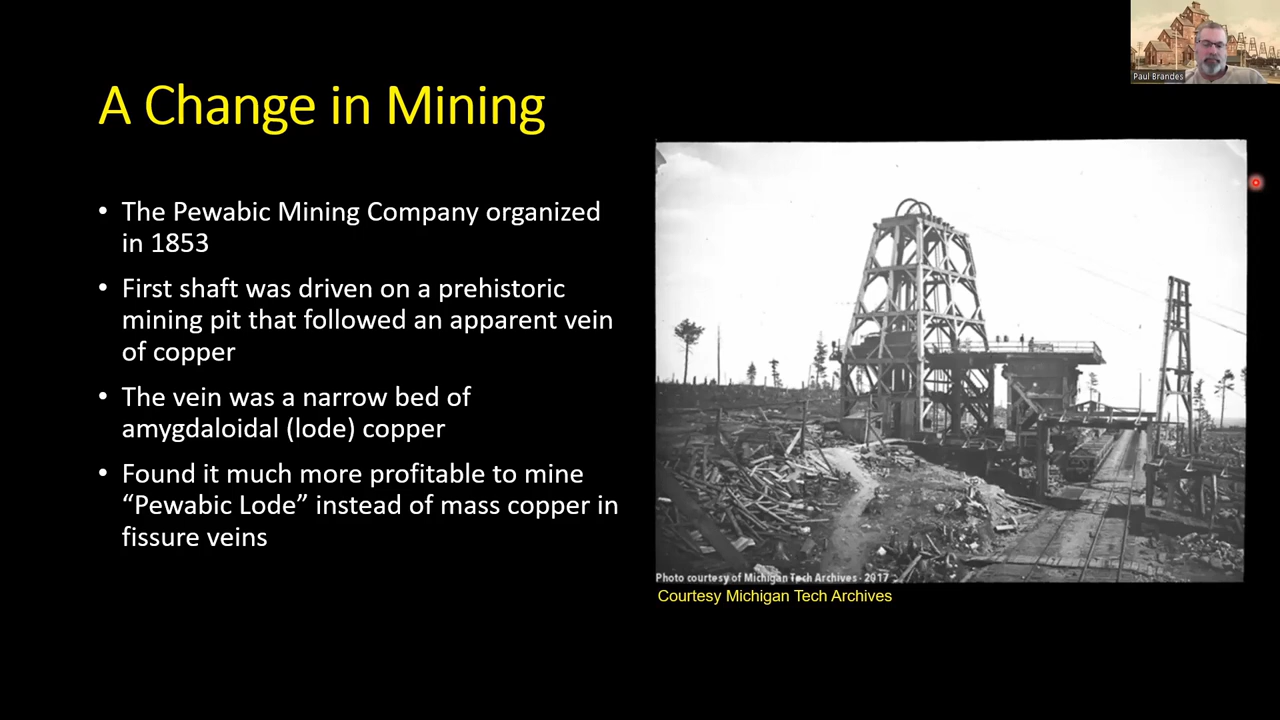 Paul Brandes
A Change in Mining
• The Pewabic Mining Company organized
in 1853
• First shaft was driven on a prehistoric
mining pit that followed an apparent vein
of copper
• The vein was a narrow bed of
amygdaloidal (lode) copper
• Found it much more profitable to mine
“Pewabic Lode” instead of mass copper in
fissure veins
Photo courtesy of Michigan Tech Archives - 2017
Courtesy Michigan Tech Archives